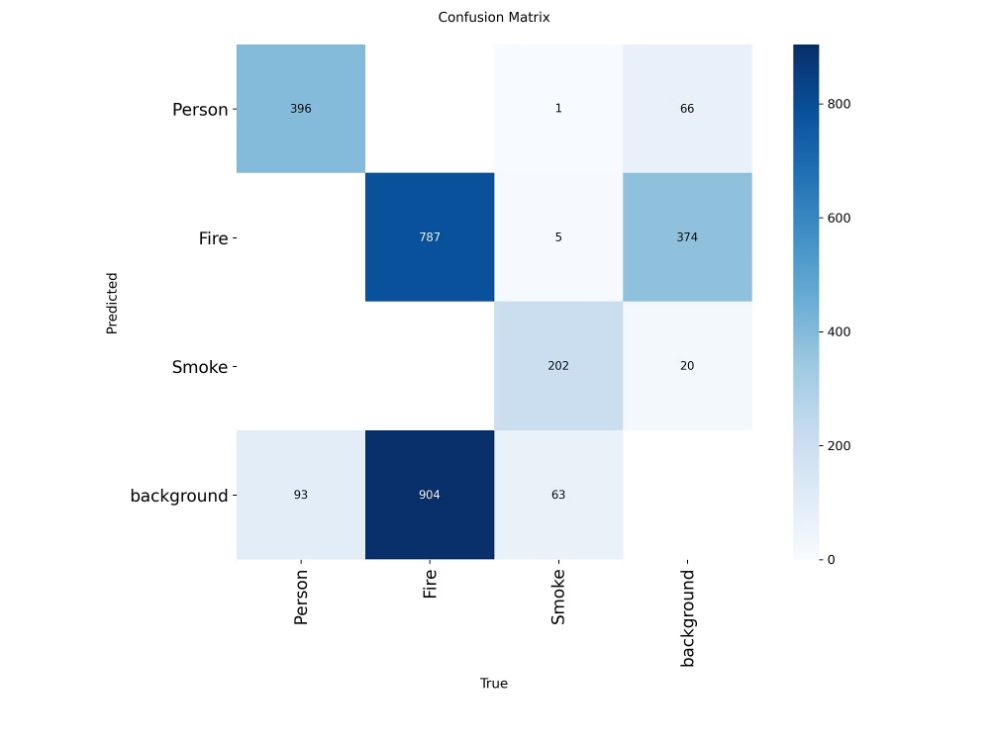 Confusion Matrix
Person
396
1
66
800
Fire
787
5
374
600
Predicted
400
Smoke
202
20
200
background
93
904
63
0
Person
Fire
Smoke
background
True